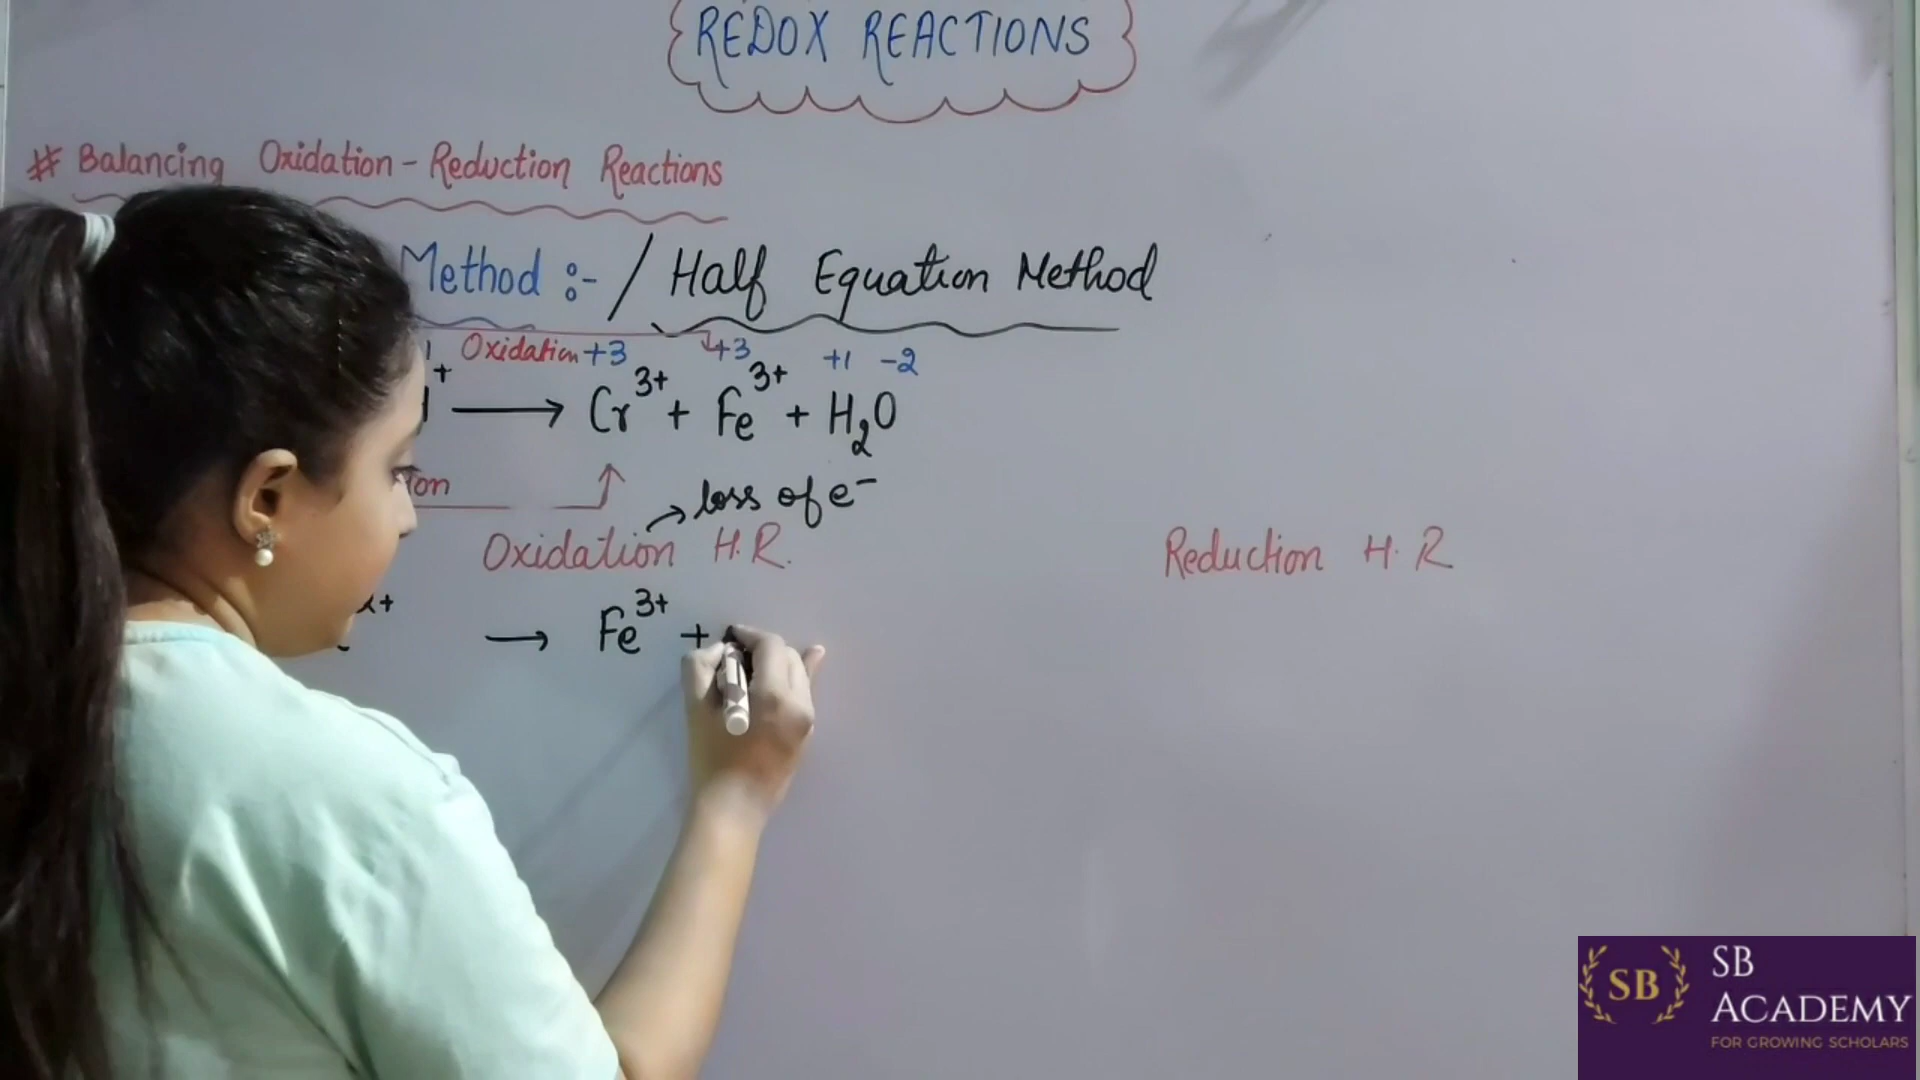 REDOX REACTIONS
# Balancing Oxidation-Reduction Reactions
Method :- / Half Equation Method
Oxidation +3 +3 +1 -2
+ ⟶ Cr³⁺ + Fe³⁺ + H₂O
→ loss of e⁻
Oxidation H.R.
Reduction H.R
→ Fe³⁺ +
SB
SB
ACADEMY
FOR GROWING SCHOLARS